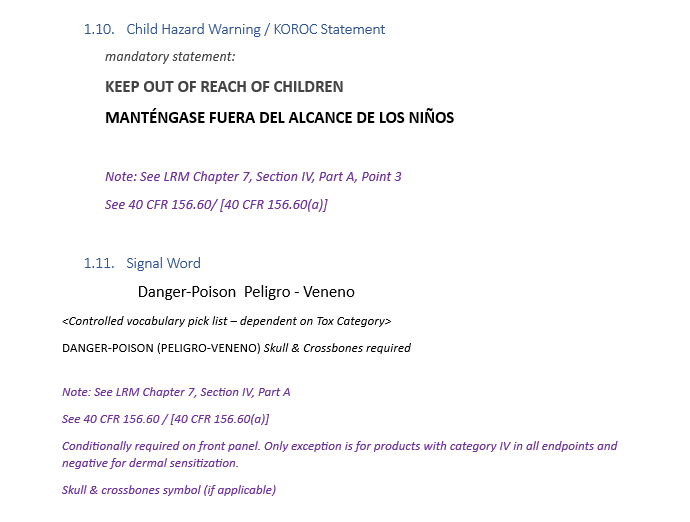 1.10. Child Hazard Warning / KOROC Statement
mandatory statement:
KEEP OUT OF REACH OF CHILDREN
MANTÉNGASE FUERA DEL ALCANCE DE LOS NIÑOS
Note: See LRM Chapter 7, Section IV, Part A, Point 3
See 40 CFR 156.60/ [40 CFR 156.60(a)]
1.11. Signal Word
Danger-Poison  Peligro - Veneno
<Controlled vocabulary pick list – dependent on Tox Category>
DANGER-POISON (PELIGRO-VENENO) Skull & Crossbones required
Note: See LRM Chapter 7, Section IV, Part A
See 40 CFR 156.60 / [40 CFR 156.60(a)]
Conditionally required on front panel. Only exception is for products with category IV in all endpoints and
negative for dermal sensitization.
Skull & crossbones symbol (if applicable)